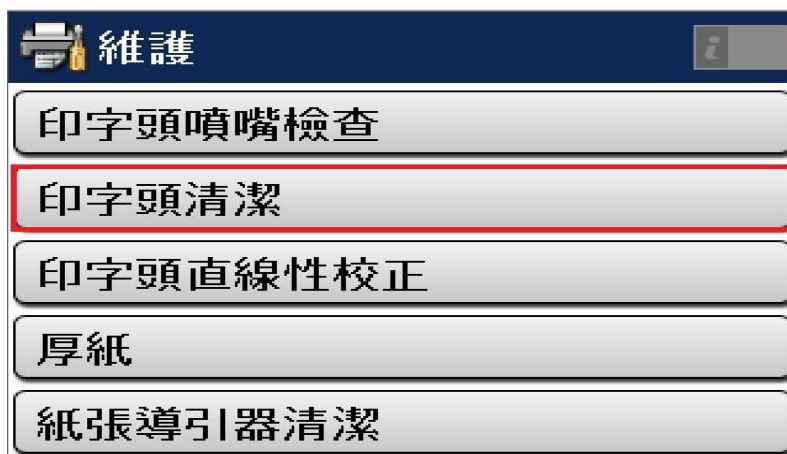 維護
i
印字頭噴嘴檢查
印字頭清潔
印字頭直線性校正
厚紙
紙張導引器清潔